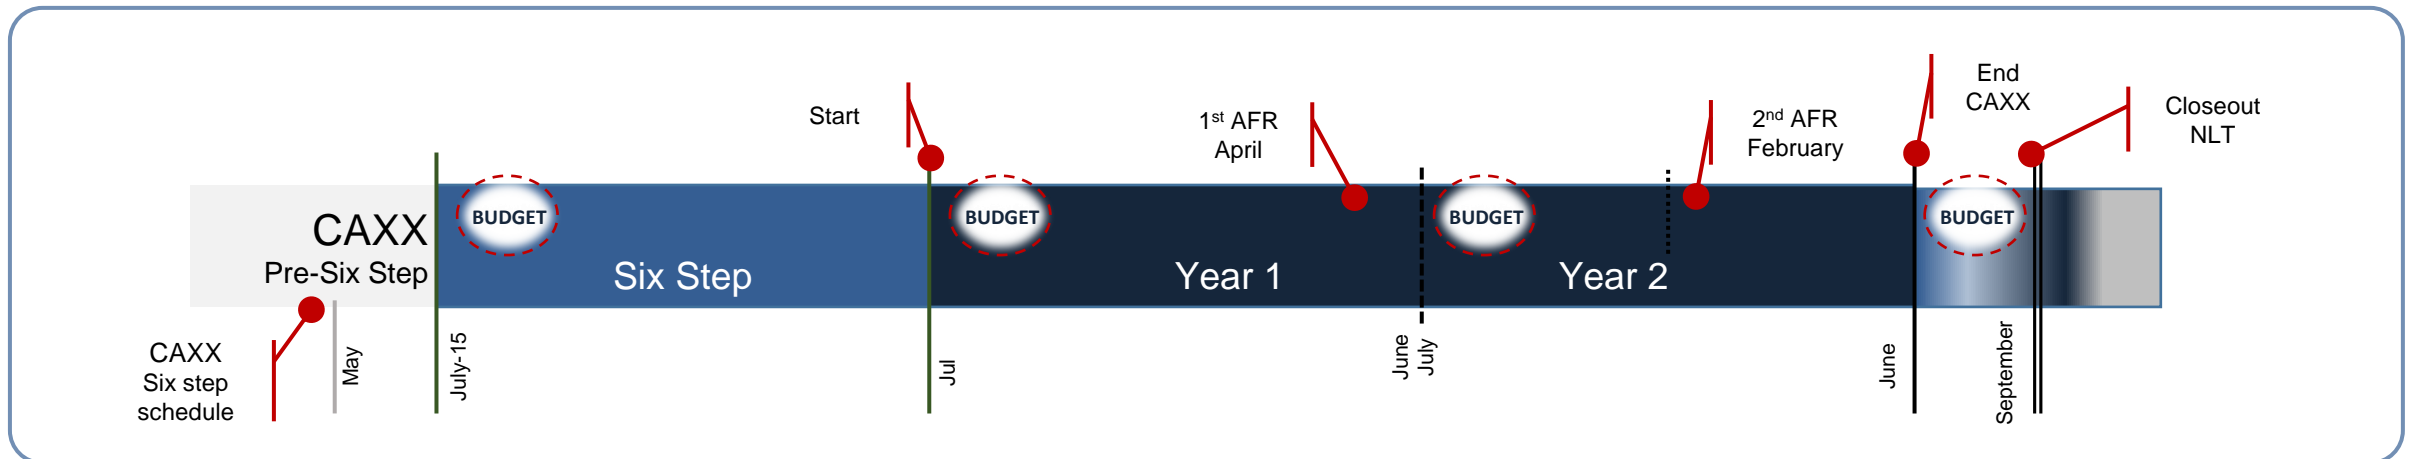 Start
1st AFR
April
2nd AFR
February
End
CAXX
Closeout
NLT
CAXX
Pre-Six Step
BUDGET
Six Step
BUDGET
Year 1
BUDGET
Year 2
BUDGET
CAXX
Six step
schedule
May
July-15
Jul
June
July
June
September